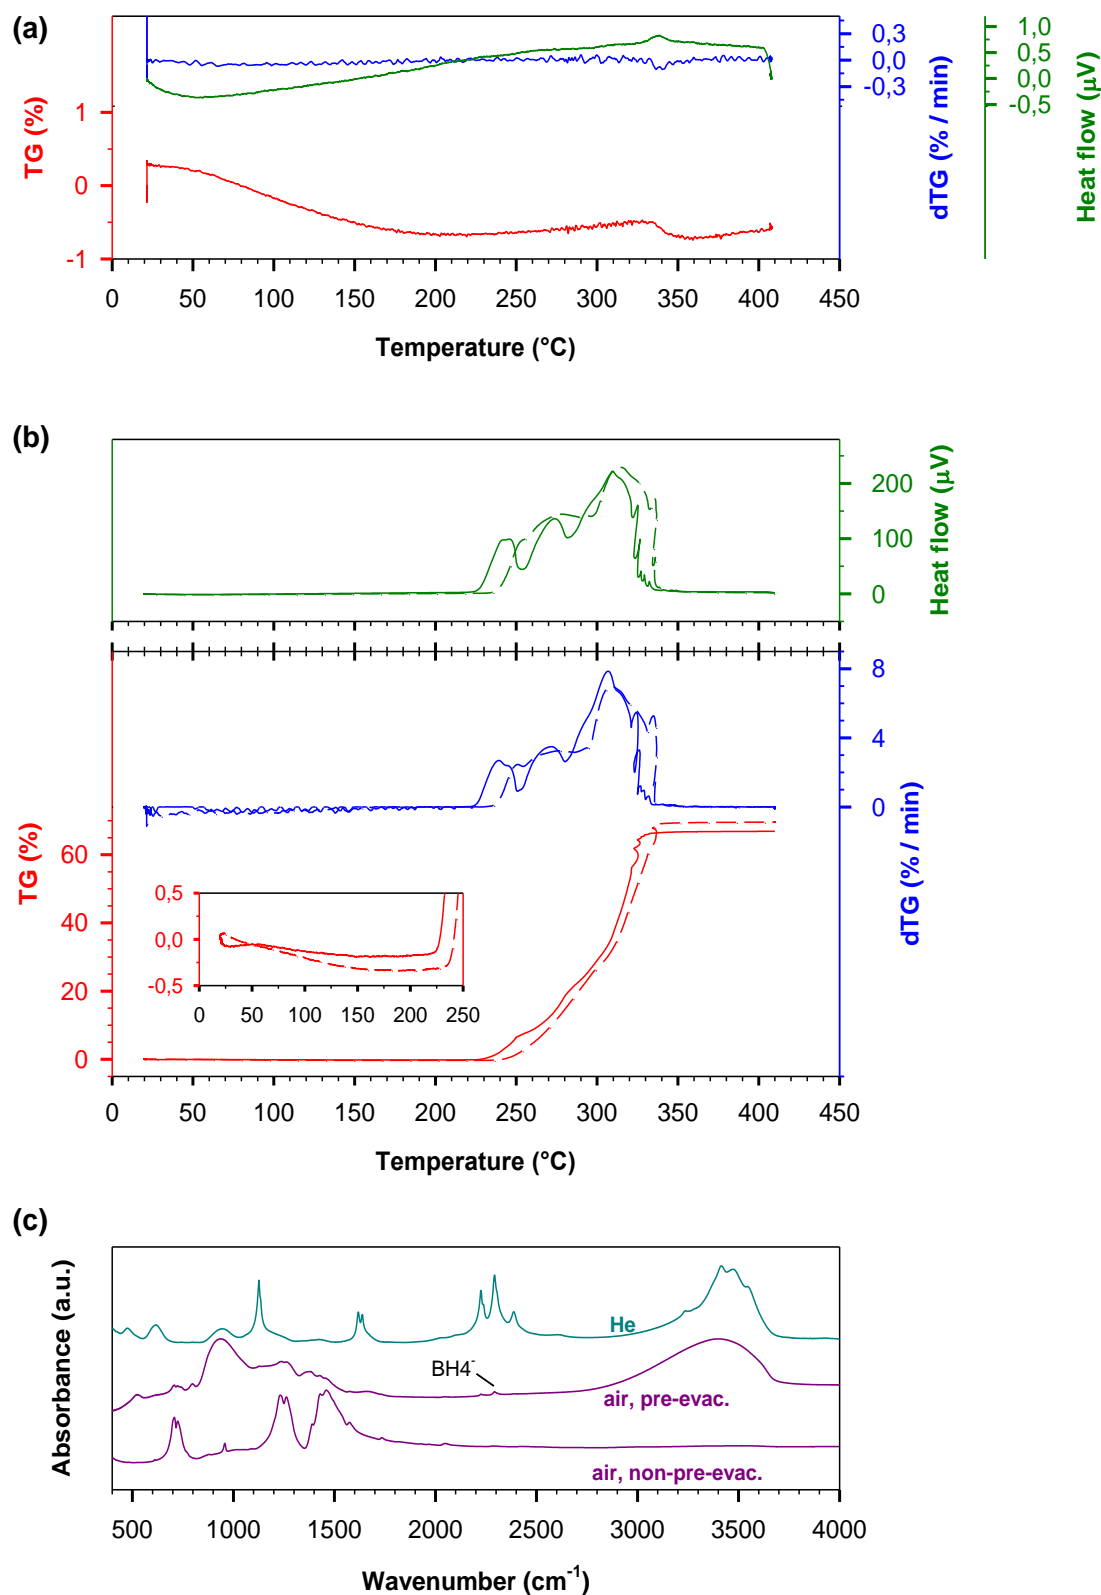 (a)
TG (%)
1
0
-1
0,3
0,0
-0,3
dTG (% / min)
1,0
0,5
0,0
-0,5
Heat flow (µV)
0 50 100 150 200 250 300 350 400 450
Temperature (°C)
(b)
200
100
0
Heat flow (µV)
8
4
0
dTG (% / min)
TG (%)
60
40
20
0
0,5
0,0
-0,5
0 50 100 150 200 250
0 50 100 150 200 250 300 350 400 450
Temperature (°C)
(c)
Absorbance (a.u.)
He
BH4⁻
air, pre-evac.
air, non-pre-evac.
500 1000 1500 2000 2500 3000 3500 4000
Wavenumber (cm⁻¹)